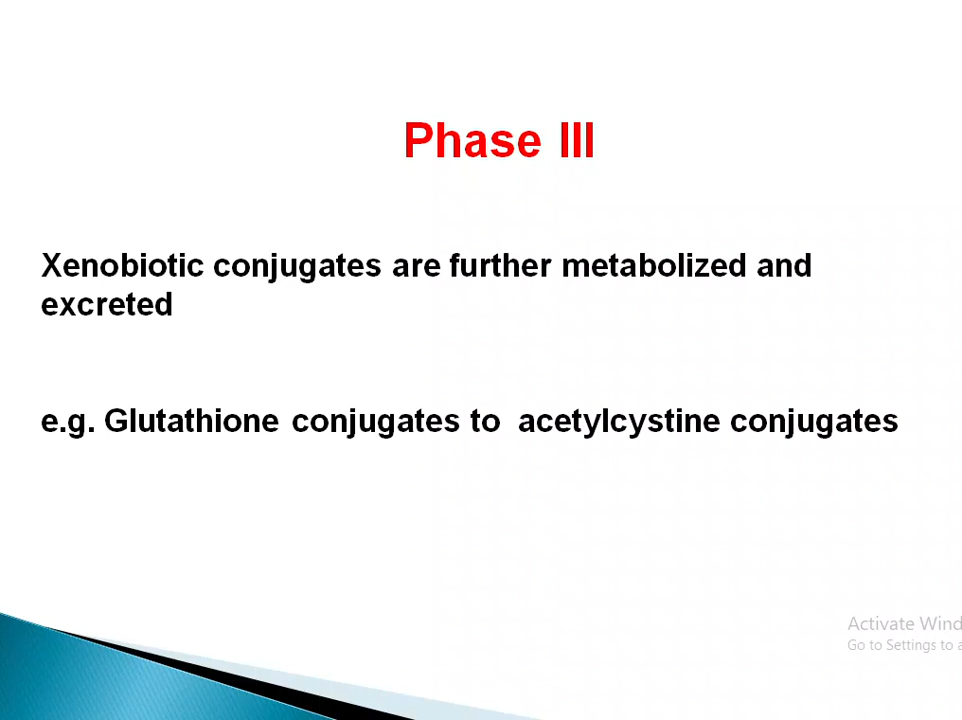 Phase III
Xenobiotic conjugates are further metabolized and
excreted
e.g. Glutathione conjugates to acetylcystine conjugates
Activate Wind
Go to Settings to a